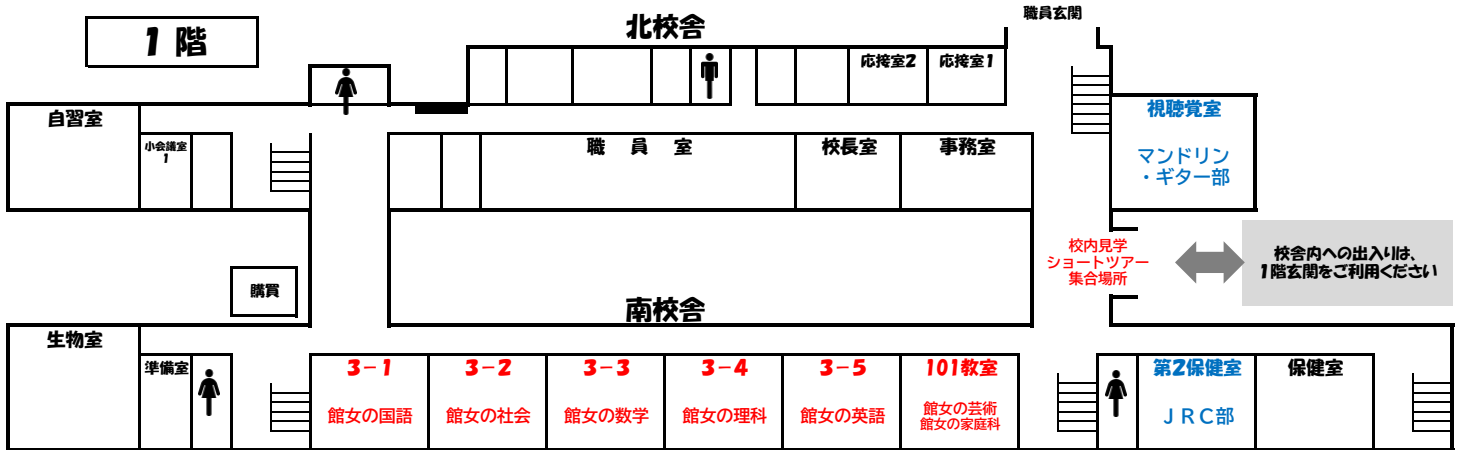 職員玄関
1 階
北校舎
応接室2
応接室1
自習室
小会議室
1
職 員 室
校長室
事務室
視聴覚室
マンドリン
・ギター部
校内見学
ショートツアー
集合場所
校舎内への出入りは、
1階玄関をご利用ください
購買
南校舎
生物室
準備室
3-1
館女の国語
3-2
館女の社会
3-3
館女の数学
3-4
館女の理科
3-5
館女の英語
101教室
館女の芸術
館女の家庭科
第2保健室
JRC部
保健室